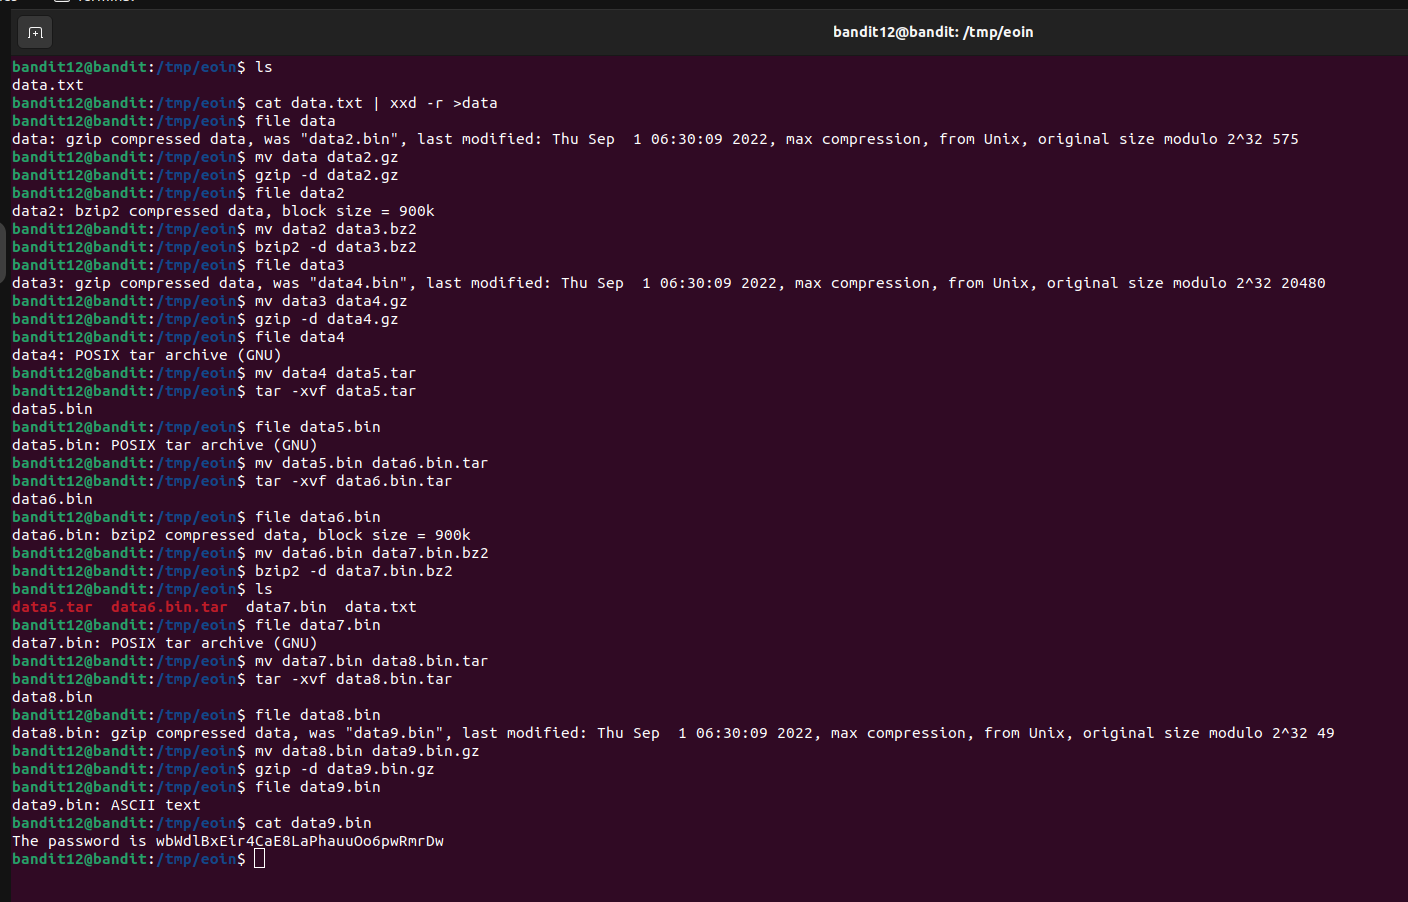 bandit12@bandit: /tmp/eoin
bandit12@bandit:/tmp/eoin$ ls
data.txt
bandit12@bandit:/tmp/eoin$ cat data.txt | xxd -r >data
bandit12@bandit:/tmp/eoin$ file data
data: gzip compressed data, was "data2.bin", last modified: Thu Sep  1 06:30:09 2022, max compression, from Unix, original size modulo 2^32 575
bandit12@bandit:/tmp/eoin$ mv data data2.gz
bandit12@bandit:/tmp/eoin$ gzip -d data2.gz
bandit12@bandit:/tmp/eoin$ file data2
data2: bzip2 compressed data, block size = 900k
bandit12@bandit:/tmp/eoin$ mv data2 data3.bz2
bandit12@bandit:/tmp/eoin$ bzip2 -d data3.bz2
bandit12@bandit:/tmp/eoin$ file data3
data3: gzip compressed data, was "data4.bin", last modified: Thu Sep  1 06:30:09 2022, max compression, from Unix, original size modulo 2^32 20480
bandit12@bandit:/tmp/eoin$ mv data3 data4.gz
bandit12@bandit:/tmp/eoin$ gzip -d data4.gz
bandit12@bandit:/tmp/eoin$ file data4
data4: POSIX tar archive (GNU)
bandit12@bandit:/tmp/eoin$ mv data4 data5.tar
bandit12@bandit:/tmp/eoin$ tar -xvf data5.tar
data5.bin
bandit12@bandit:/tmp/eoin$ file data5.bin
data5.bin: POSIX tar archive (GNU)
bandit12@bandit:/tmp/eoin$ mv data5.bin data6.bin.tar
bandit12@bandit:/tmp/eoin$ tar -xvf data6.bin.tar
data6.bin
bandit12@bandit:/tmp/eoin$ file data6.bin
data6.bin: bzip2 compressed data, block size = 900k
bandit12@bandit:/tmp/eoin$ mv data6.bin data7.bin.bz2
bandit12@bandit:/tmp/eoin$ bzip2 -d data7.bin.bz2
bandit12@bandit:/tmp/eoin$ ls
data5.tar  data6.bin.tar  data7.bin  data.txt
bandit12@bandit:/tmp/eoin$ file data7.bin
data7.bin: POSIX tar archive (GNU)
bandit12@bandit:/tmp/eoin$ mv data7.bin data8.bin.tar
bandit12@bandit:/tmp/eoin$ tar -xvf data8.bin.tar
data8.bin
bandit12@bandit:/tmp/eoin$ file data8.bin
data8.bin: gzip compressed data, was "data9.bin", last modified: Thu Sep  1 06:30:09 2022, max compression, from Unix, original size modulo 2^32 49
bandit12@bandit:/tmp/eoin$ mv data8.bin data9.bin.gz
bandit12@bandit:/tmp/eoin$ gzip -d data9.bin.gz
bandit12@bandit:/tmp/eoin$ file data9.bin
data9.bin: ASCII text
bandit12@bandit:/tmp/eoin$ cat data9.bin
The password is wbWdlBxEir4CaE8LaPhauuOo6pwRmrDw
bandit12@bandit:/tmp/eoin$